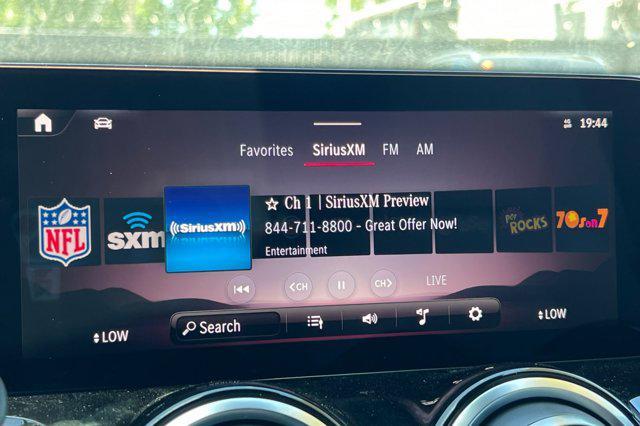 4G
19:44
Favorites SiriusXM FM AM
☆ Ch 1 | SiriusXM Preview
844-711-8800 - Great Offer Now!
Entertainment
NFL
sxm
((SiriusXM))
POP ROCKS
70s on 7
<CH CH> LIVE
Search
LOW LOW